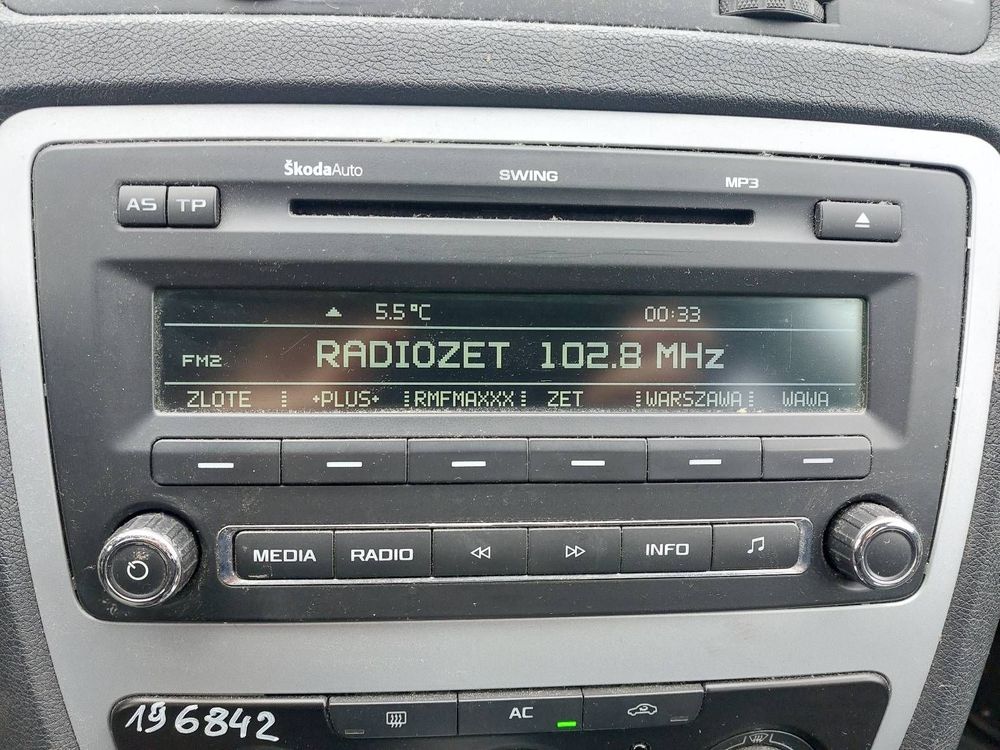 ŠkodaAuto SWING MP3
AS TP
5.5°C 00:33
FM2 RADIOZET 102.8 MHz
ZLOTE +PLUS+ RMFMAXXX ZET WARSZAWA WAWA
MEDIA RADIO INFO
196842 AC